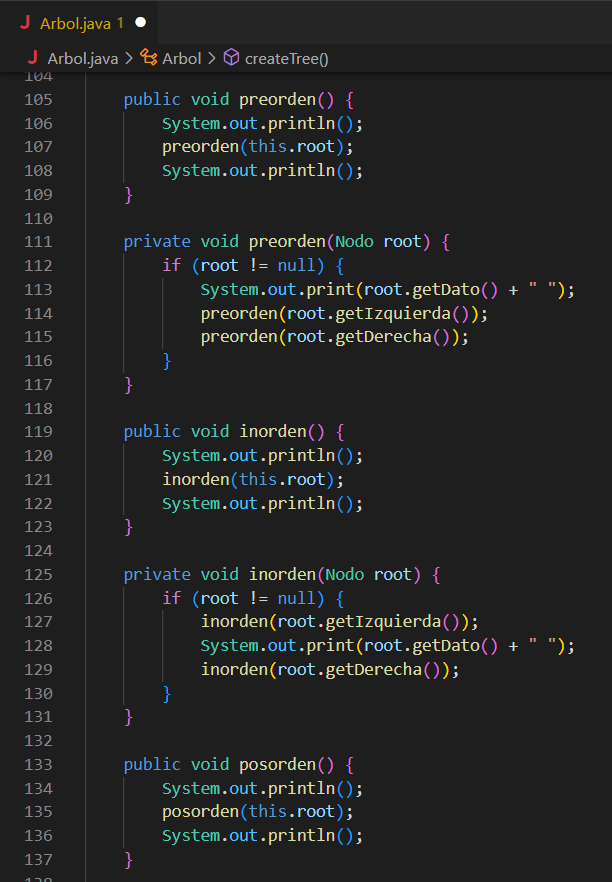 J Arbol.java 1
J Arbol.java > Arbol > createTree()
104
105 public void preorden() {
106 System.out.println();
107 preorden(this.root);
108 System.out.println();
109 }
110
111 private void preorden(Nodo root) {
112 if (root != null) {
113 System.out.print(root.getDato() + " ");
114 preorden(root.getIzquierda());
115 preorden(root.getDerecha());
116 }
117 }
118
119 public void inorden() {
120 System.out.println();
121 inorden(this.root);
122 System.out.println();
123 }
124
125 private void inorden(Nodo root) {
126 if (root != null) {
127 inorden(root.getIzquierda());
128 System.out.print(root.getDato() + " ");
129 inorden(root.getDerecha());
130 }
131 }
132
133 public void posorden() {
134 System.out.println();
135 posorden(this.root);
136 System.out.println();
137 }
138